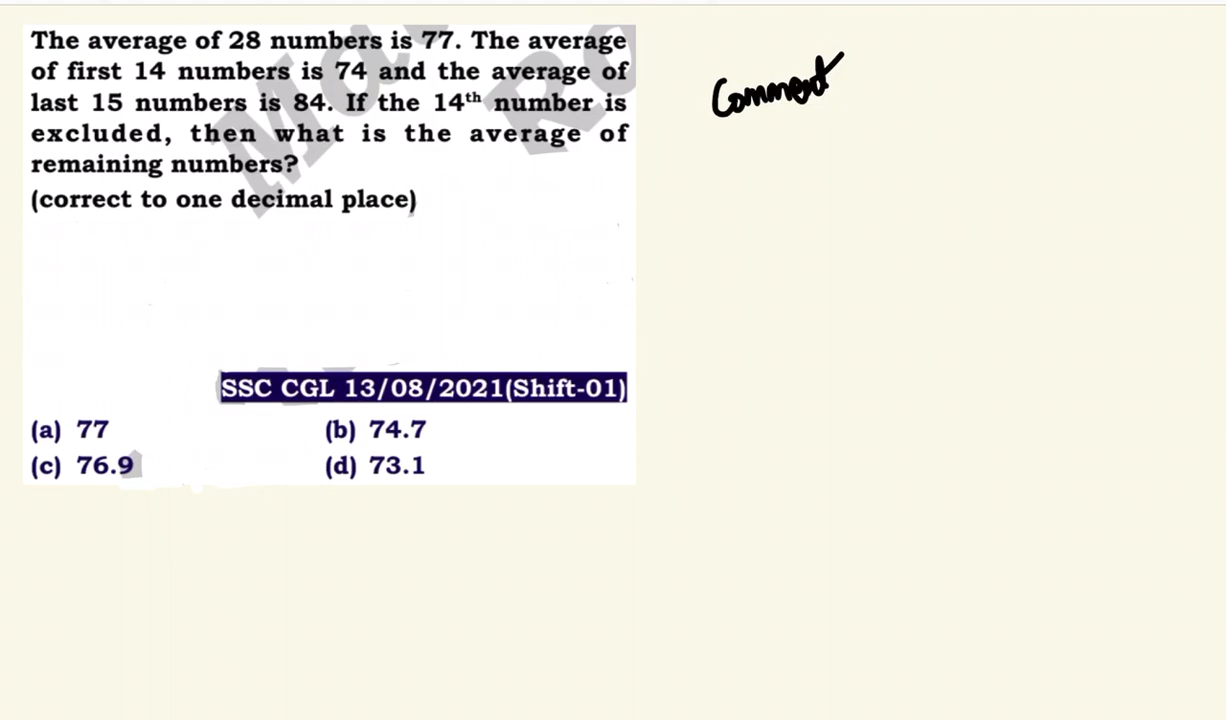 The average of 28 numbers is 77. The average
of first 14 numbers is 74 and the average of
last 15 numbers is 84. If the 14th number is
excluded, then what is the average of
remaining numbers?
(correct to one decimal place)
SSC CGL 13/08/2021(Shift-01)
(a) 77 (b) 74.7
(c) 76.9 (d) 73.1
Comment